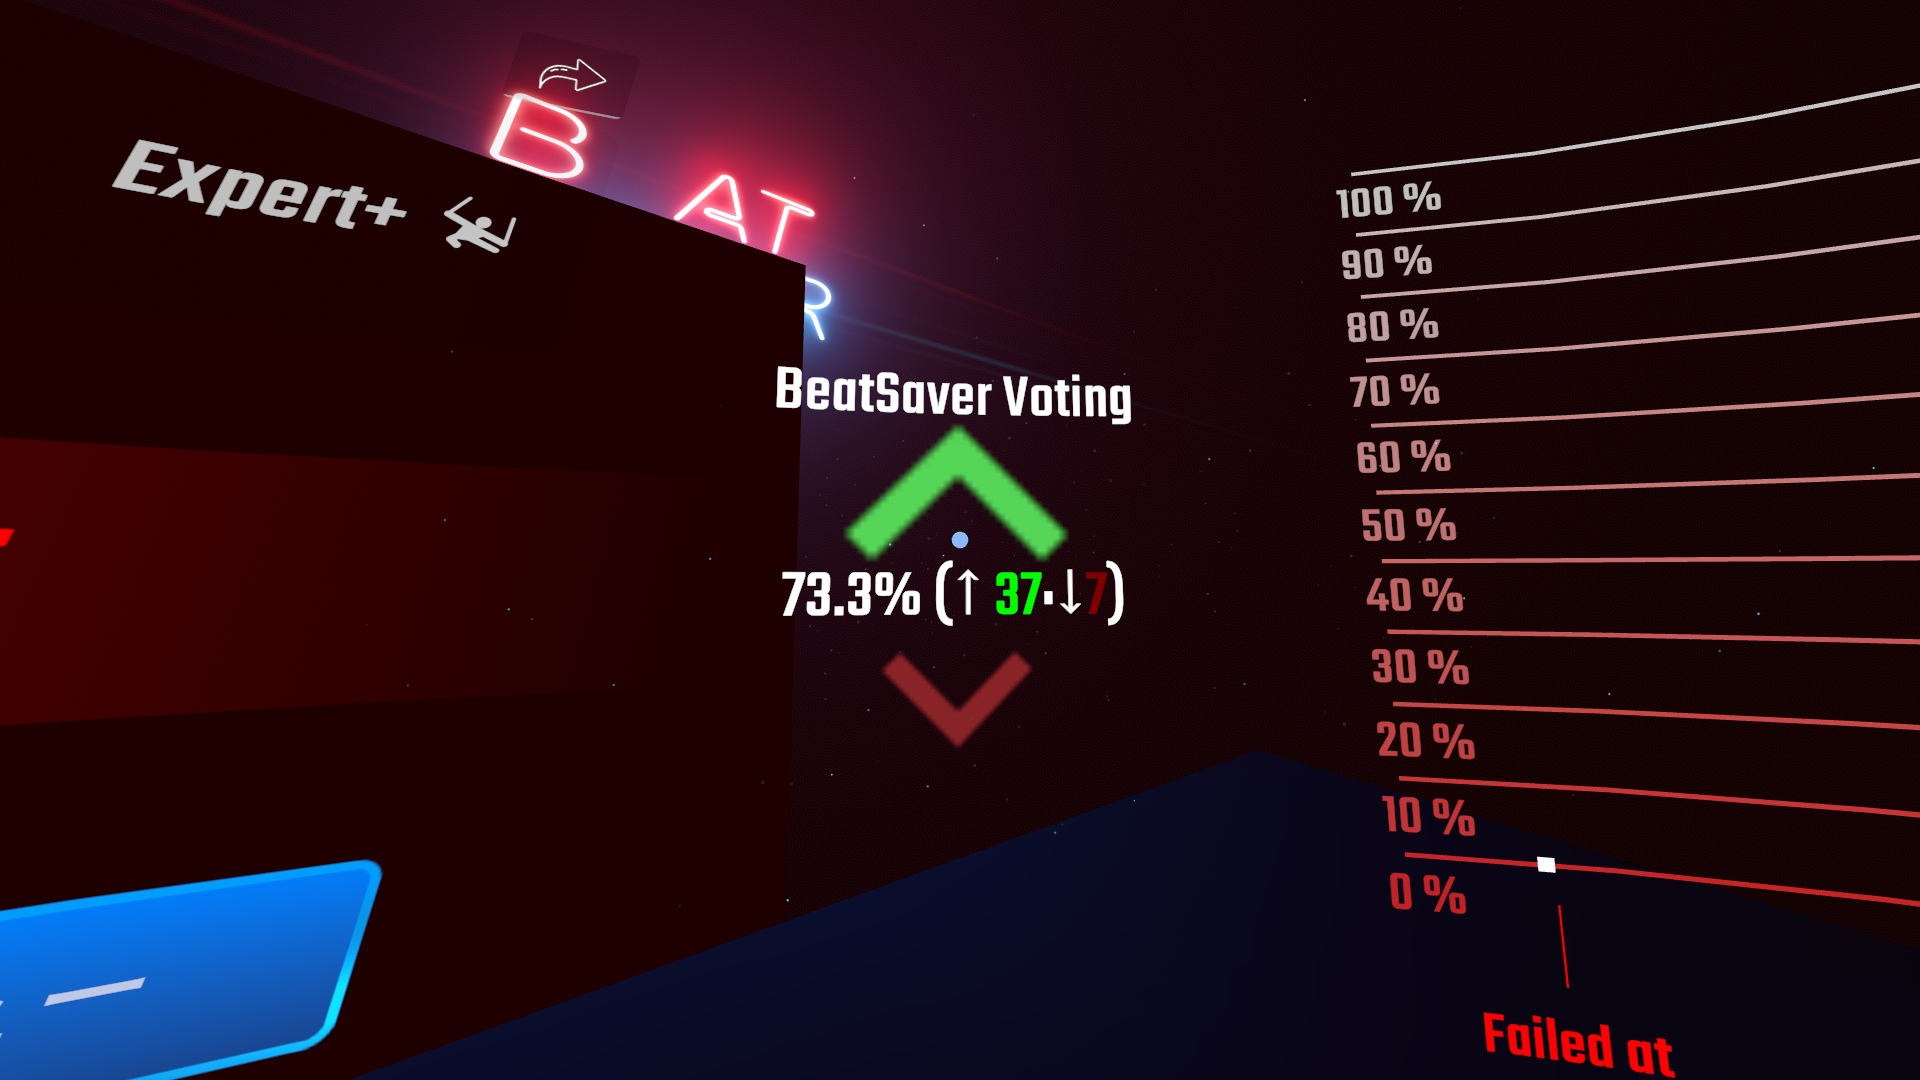 B AT
R
Expert+
BeatSaver Voting
73.3% (↑ 37·↓7)
100 %
90 %
80 %
70 %
60 %
50 %
40 %
30 %
20 %
10 %
0 %
Failed at